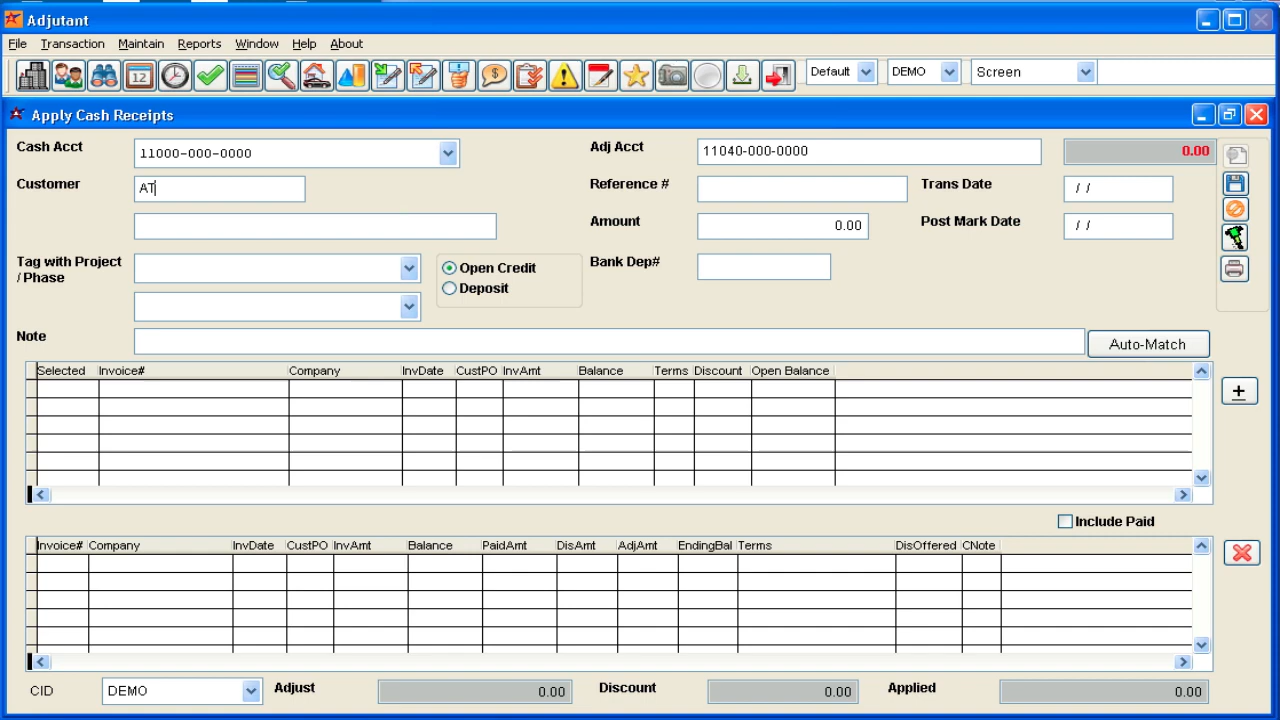 Adjutant
File Transaction Maintain Reports Window Help About
12 $ Default DEMO Screen
Apply Cash Receipts
Cash Acct 11000-000-0000 Adj Acct 11040-000-0000 0.00
Customer AT Reference # Trans Date / /
Amount 0.00 Post Mark Date / /
Tag with Project
/Phase
Open Credit Bank Dep#
Deposit
Note Auto-Match
Selected Invoice# Company InvDate CustPO InvAmt Balance Terms Discount Open Balance
+
Include Paid
Invoice# Company InvDate CustPO InvAmt Balance PaidAmt DisAmt AdjAmt EndingBal Terms DisOffered CNote
CID DEMO Adjust 0.00 Discount 0.00 Applied 0.00